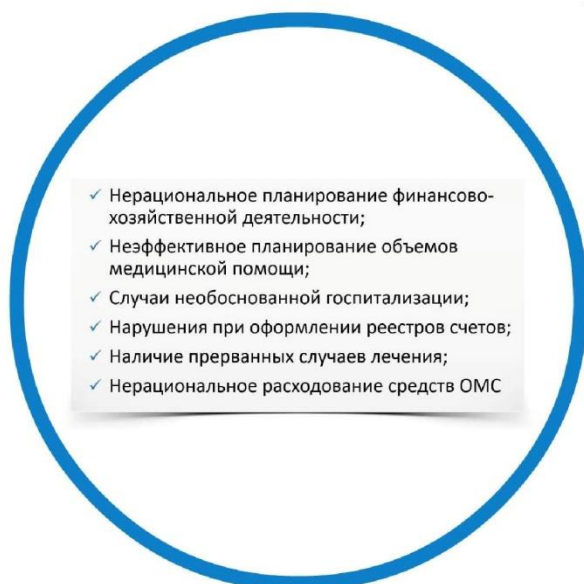 ✓ Нерациональное планирование финансово-
хозяйственной деятельности;
✓ Неэффективное планирование объемов
медицинской помощи;
✓ Случаи необоснованной госпитализации;
✓ Нарушения при оформлении реестров счетов;
✓ Наличие прерванных случаев лечения;
✓ Нерациональное расходование средств ОМС